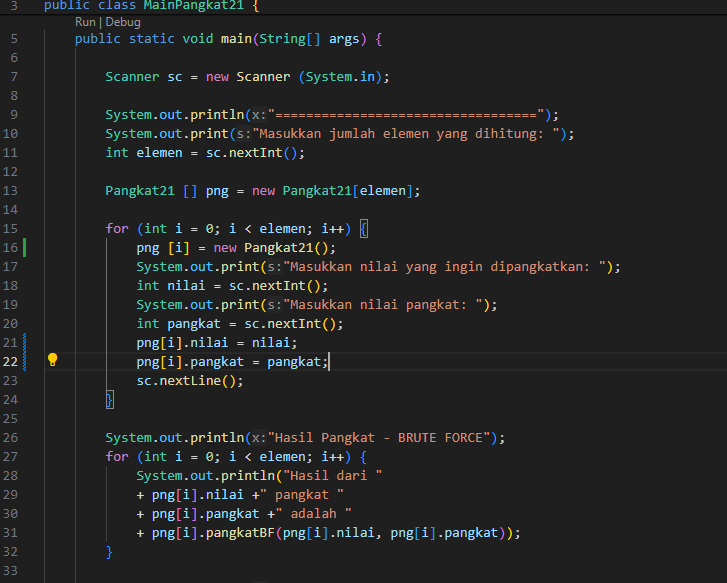 3 public class MainPangkat21 {
Run | Debug
5 public static void main(String[] args) {
6
7 Scanner sc = new Scanner (System.in);
8
9 System.out.println(x:"==================================");
10 System.out.print(s:"Masukkan jumlah elemen yang dihitung: ");
11 int elemen = sc.nextInt();
12
13 Pangkat21 [] png = new Pangkat21[elemen];
14
15 for (int i = 0; i < elemen; i++) {
16 png [i] = new Pangkat21();
17 System.out.print(s:"Masukkan nilai yang ingin dipangkatkan: ");
18 int nilai = sc.nextInt();
19 System.out.print(s:"Masukkan nilai pangkat: ");
20 int pangkat = sc.nextInt();
21 png[i].nilai = nilai;
22 png[i].pangkat = pangkat;
23 sc.nextLine();
24 }
25
26 System.out.println(x:"Hasil Pangkat - BRUTE FORCE");
27 for (int i = 0; i < elemen; i++) {
28 System.out.println("Hasil dari "
29 + png[i].nilai +" pangkat "
30 + png[i].pangkat +" adalah "
31 + png[i].pangkatBF(png[i].nilai, png[i].pangkat));
32 }
33